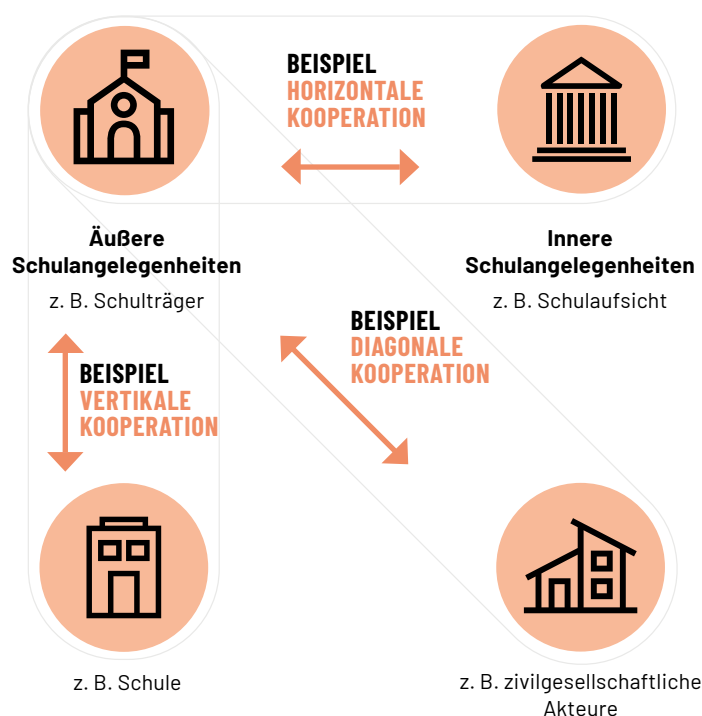 BEISPIEL
HORIZONTALE
KOOPERATION
Äußere
Schulangelegenheiten
z. B. Schulträger
Innere
Schulangelegenheiten
z. B. Schulaufsicht
BEISPIEL
DIAGONALE
KOOPERATION
BEISPIEL
VERTIKALE
KOOPERATION
z. B. Schule
z. B. zivilgesellschaftliche
Akteure